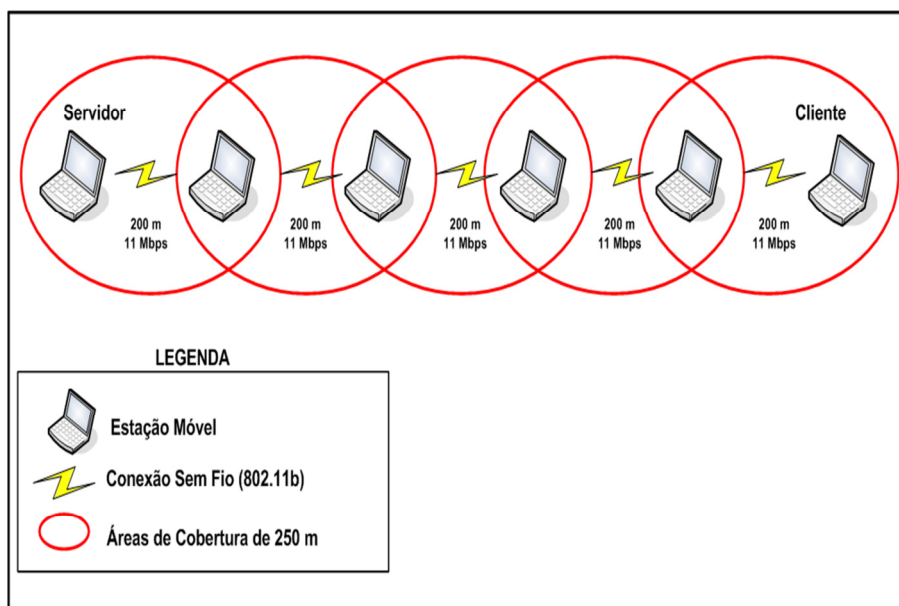 Servidor
Cliente
200 m
11 Mbps
200 m
11 Mbps
200 m
11 Mbps
200 m
11 Mbps
200 m
11 Mbps
LEGENDA
Estação Móvel
Conexão Sem Fio (802.11b)
Áreas de Cobertura de 250 m